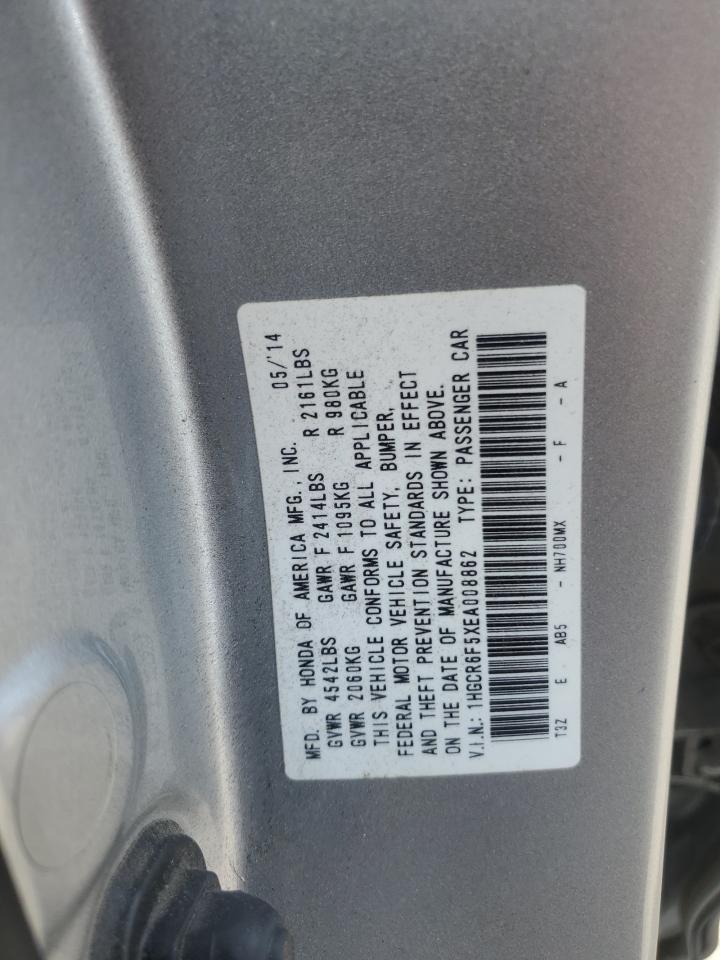 MFD. BY HONDA OF AMERICA MFG., INC. 05/'14
GVWR 4542LBS GAWR F 2414LBS R 2161LBS
GVWR 2060KG GAWR F 1095KG R 980KG
THIS VEHICLE CONFORMS TO ALL APPLICABLE
FEDERAL MOTOR VEHICLE SAFETY, BUMPER,
AND THEFT PREVENTION STANDARDS IN EFFECT
ON THE DATE OF MANUFACTURE SHOWN ABOVE.
V.I.N.: 1HGCR6F5XEA008862 TYPE: PASSENGER CAR
T3Z E AB5 - NH700MX - F - A